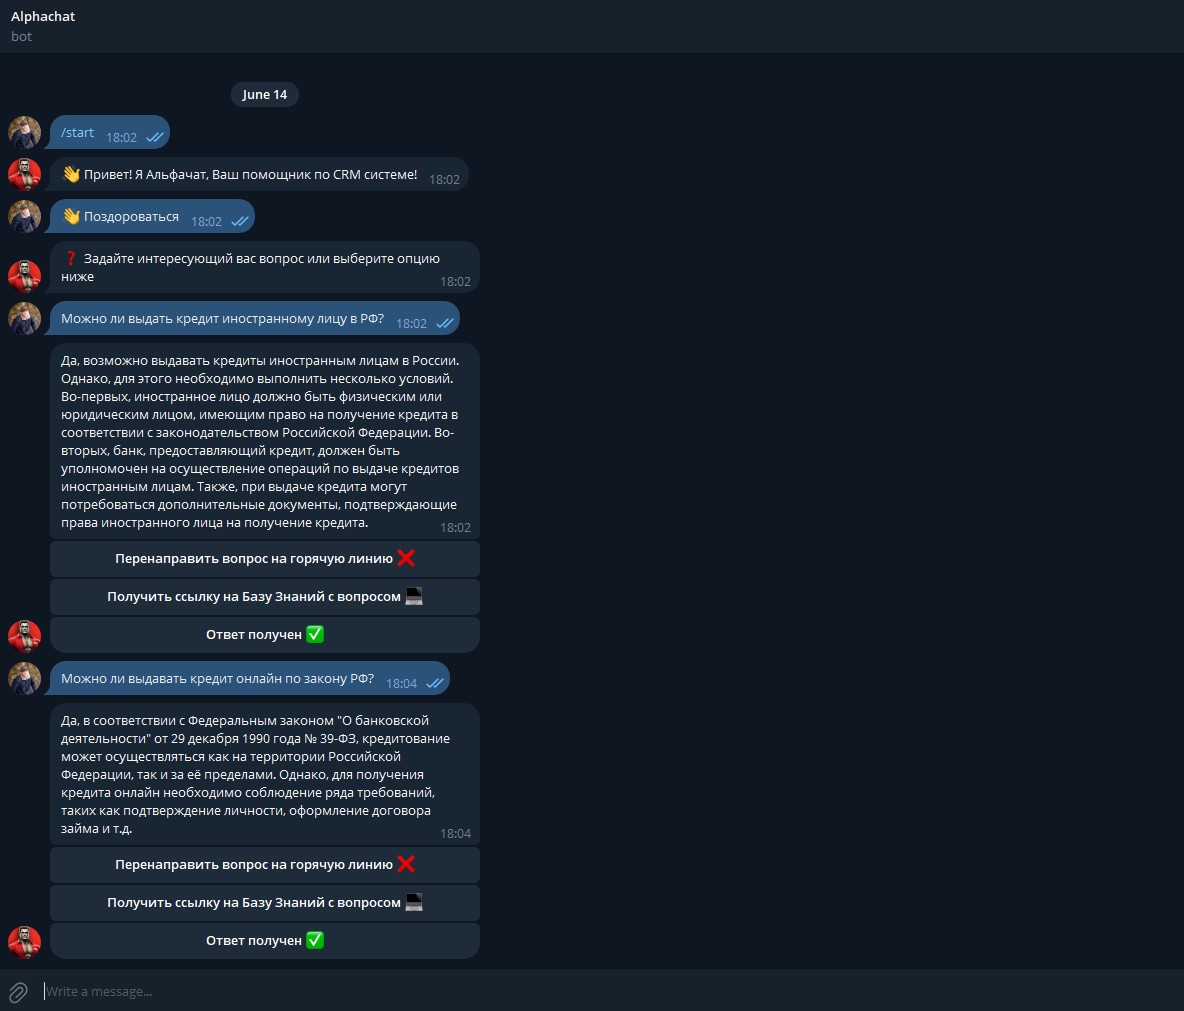 Alphachat
bot
June 14
/start 18:02
👋 Привет! Я Альфачат, Ваш помощник по CRM системе! 18:02
👋 Поздороваться 18:02
❓ Задайте интересующий вас вопрос или выберите опцию
ниже 18:02
Можно ли выдать кредит иностранному лицу в РФ? 18:02
Да, возможно выдавать кредиты иностранным лицам в России.
Однако, для этого необходимо выполнить несколько условий.
Во-первых, иностранное лицо должно быть физическим или
юридическим лицом, имеющим право на получение кредита в
соответствии с законодательством Российской Федерации. Во-
вторых, банк, предоставляющий кредит, должен быть
уполномочен на осуществление операций по выдаче кредитов
иностранным лицам. Также, при выдаче кредита могут
потребоваться дополнительные документы, подтверждающие
права иностранного лица на получение кредита. 18:02
Перенаправить вопрос на горячую линию ❌
Получить ссылку на Базу Знаний с вопросом 💻
Ответ получен ✅
Можно ли выдавать кредит онлайн по закону РФ? 18:04
Да, в соответствии с Федеральным законом "О банковской
деятельности" от 29 декабря 1990 года № 39-ФЗ, кредитование
может осуществляться как на территории Российской
Федерации, так и за её пределами. Однако, для получения
кредита онлайн необходимо соблюдение ряда требований,
таких как подтверждение личности, оформление договора
займа и т.д. 18:04
Перенаправить вопрос на горячую линию ❌
Получить ссылку на Базу Знаний с вопросом 💻
Ответ получен ✅
Write a message...